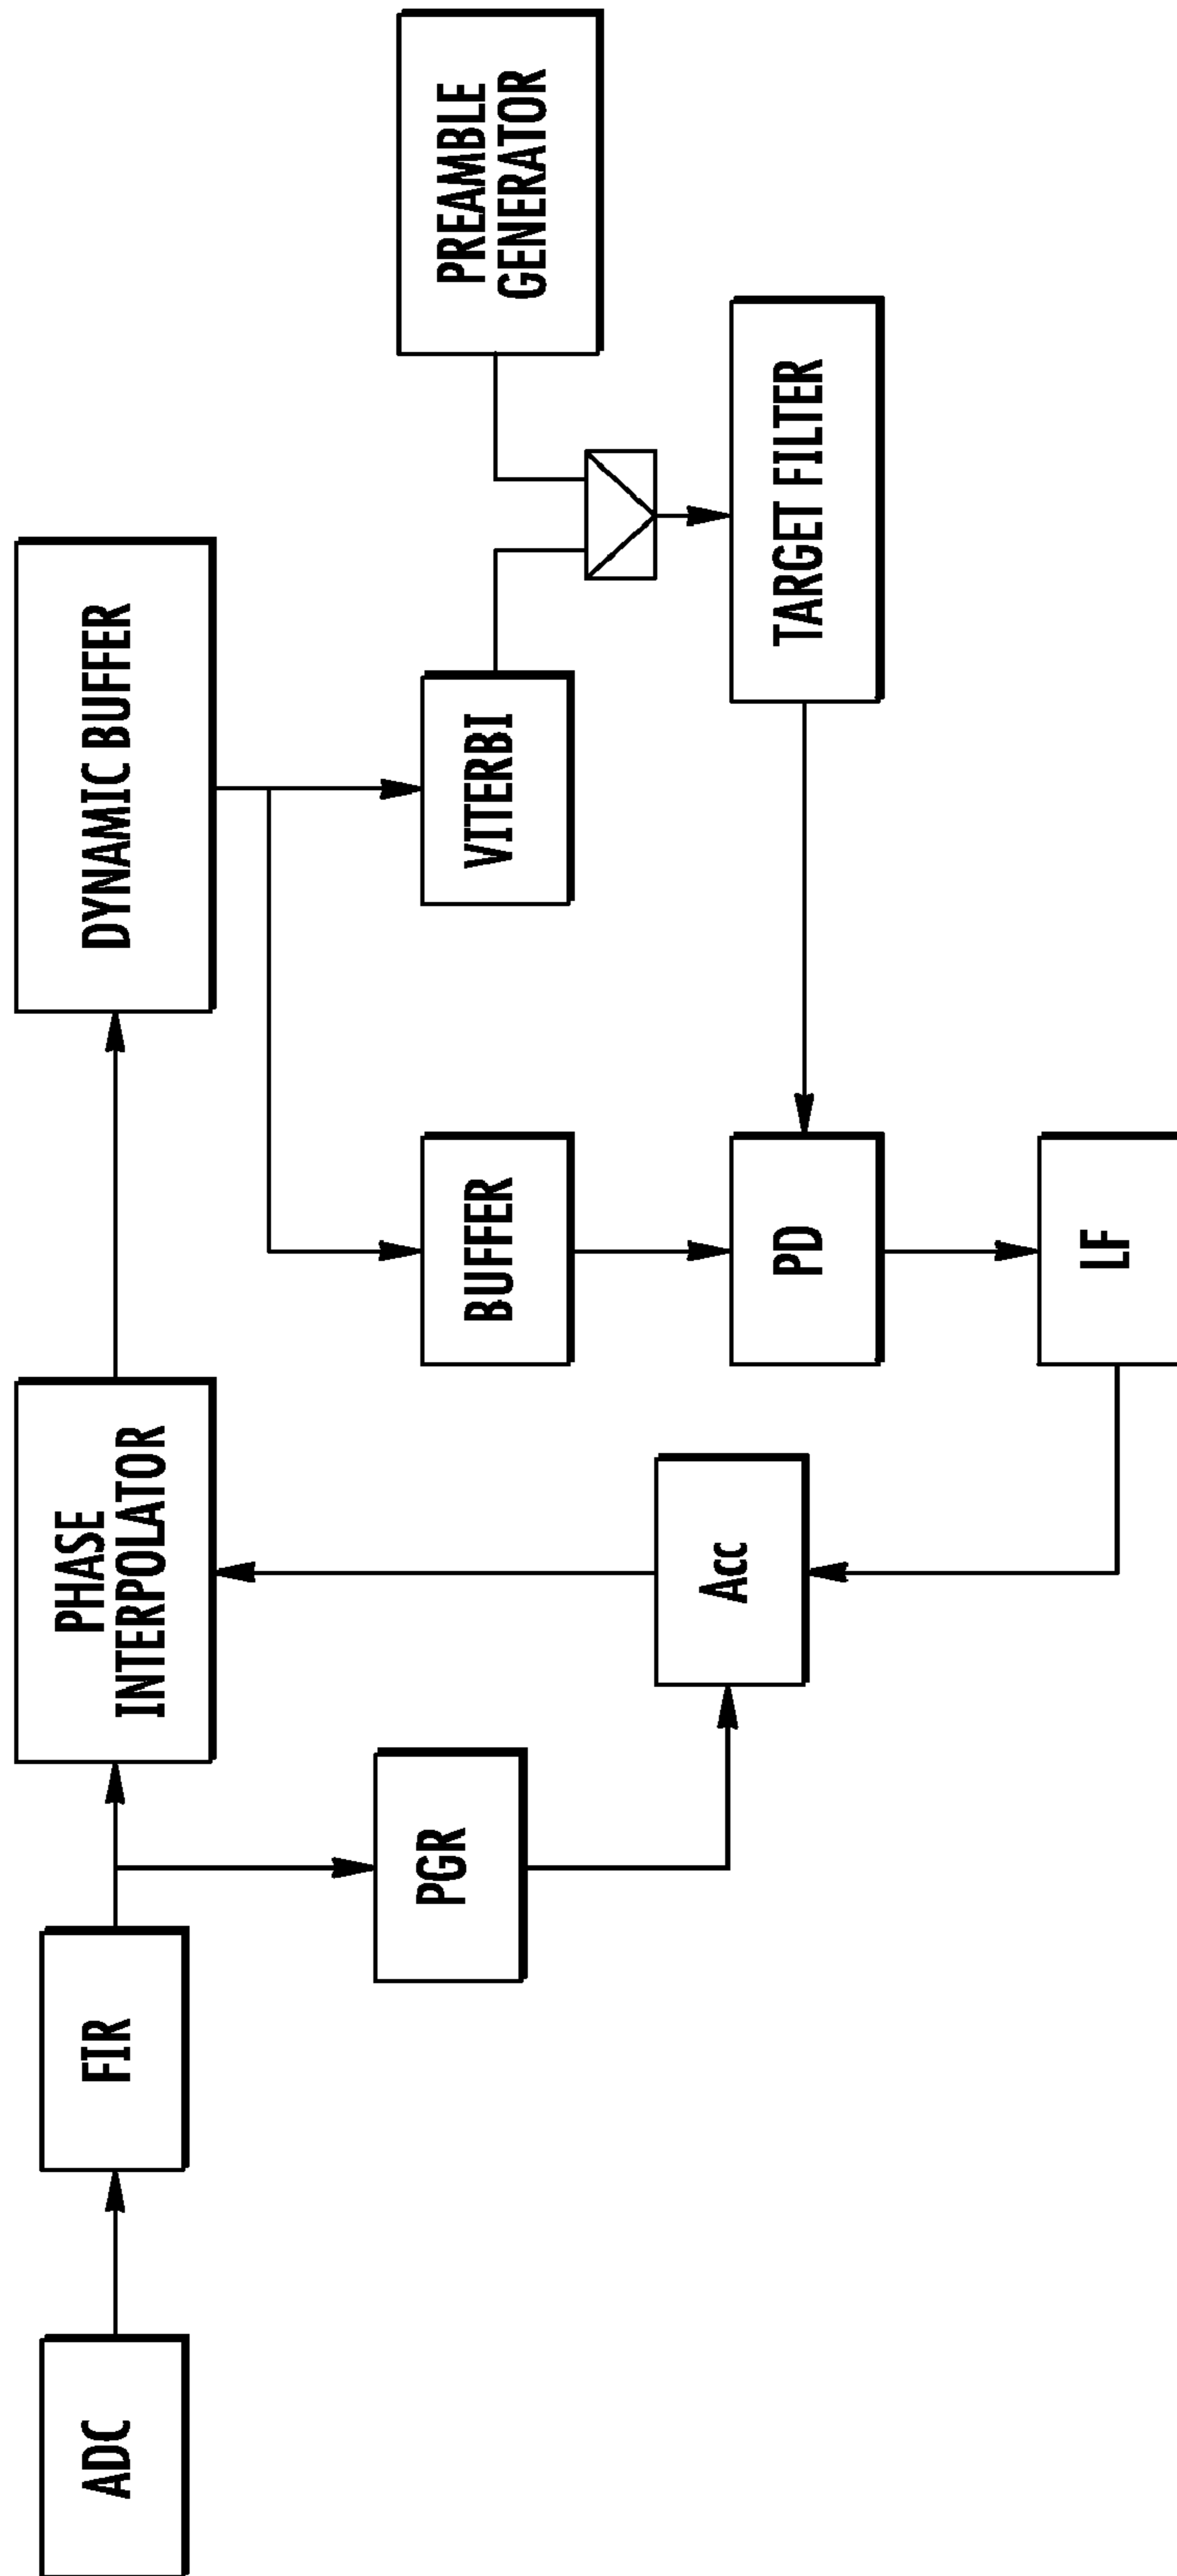 ADC
FIR
PHASE
INTERPOLATOR
DYNAMIC BUFFER
PGR
BUFFER
VITERBI
PREAMBLE
GENERATOR
Acc
PD
TARGET FILTER
LF